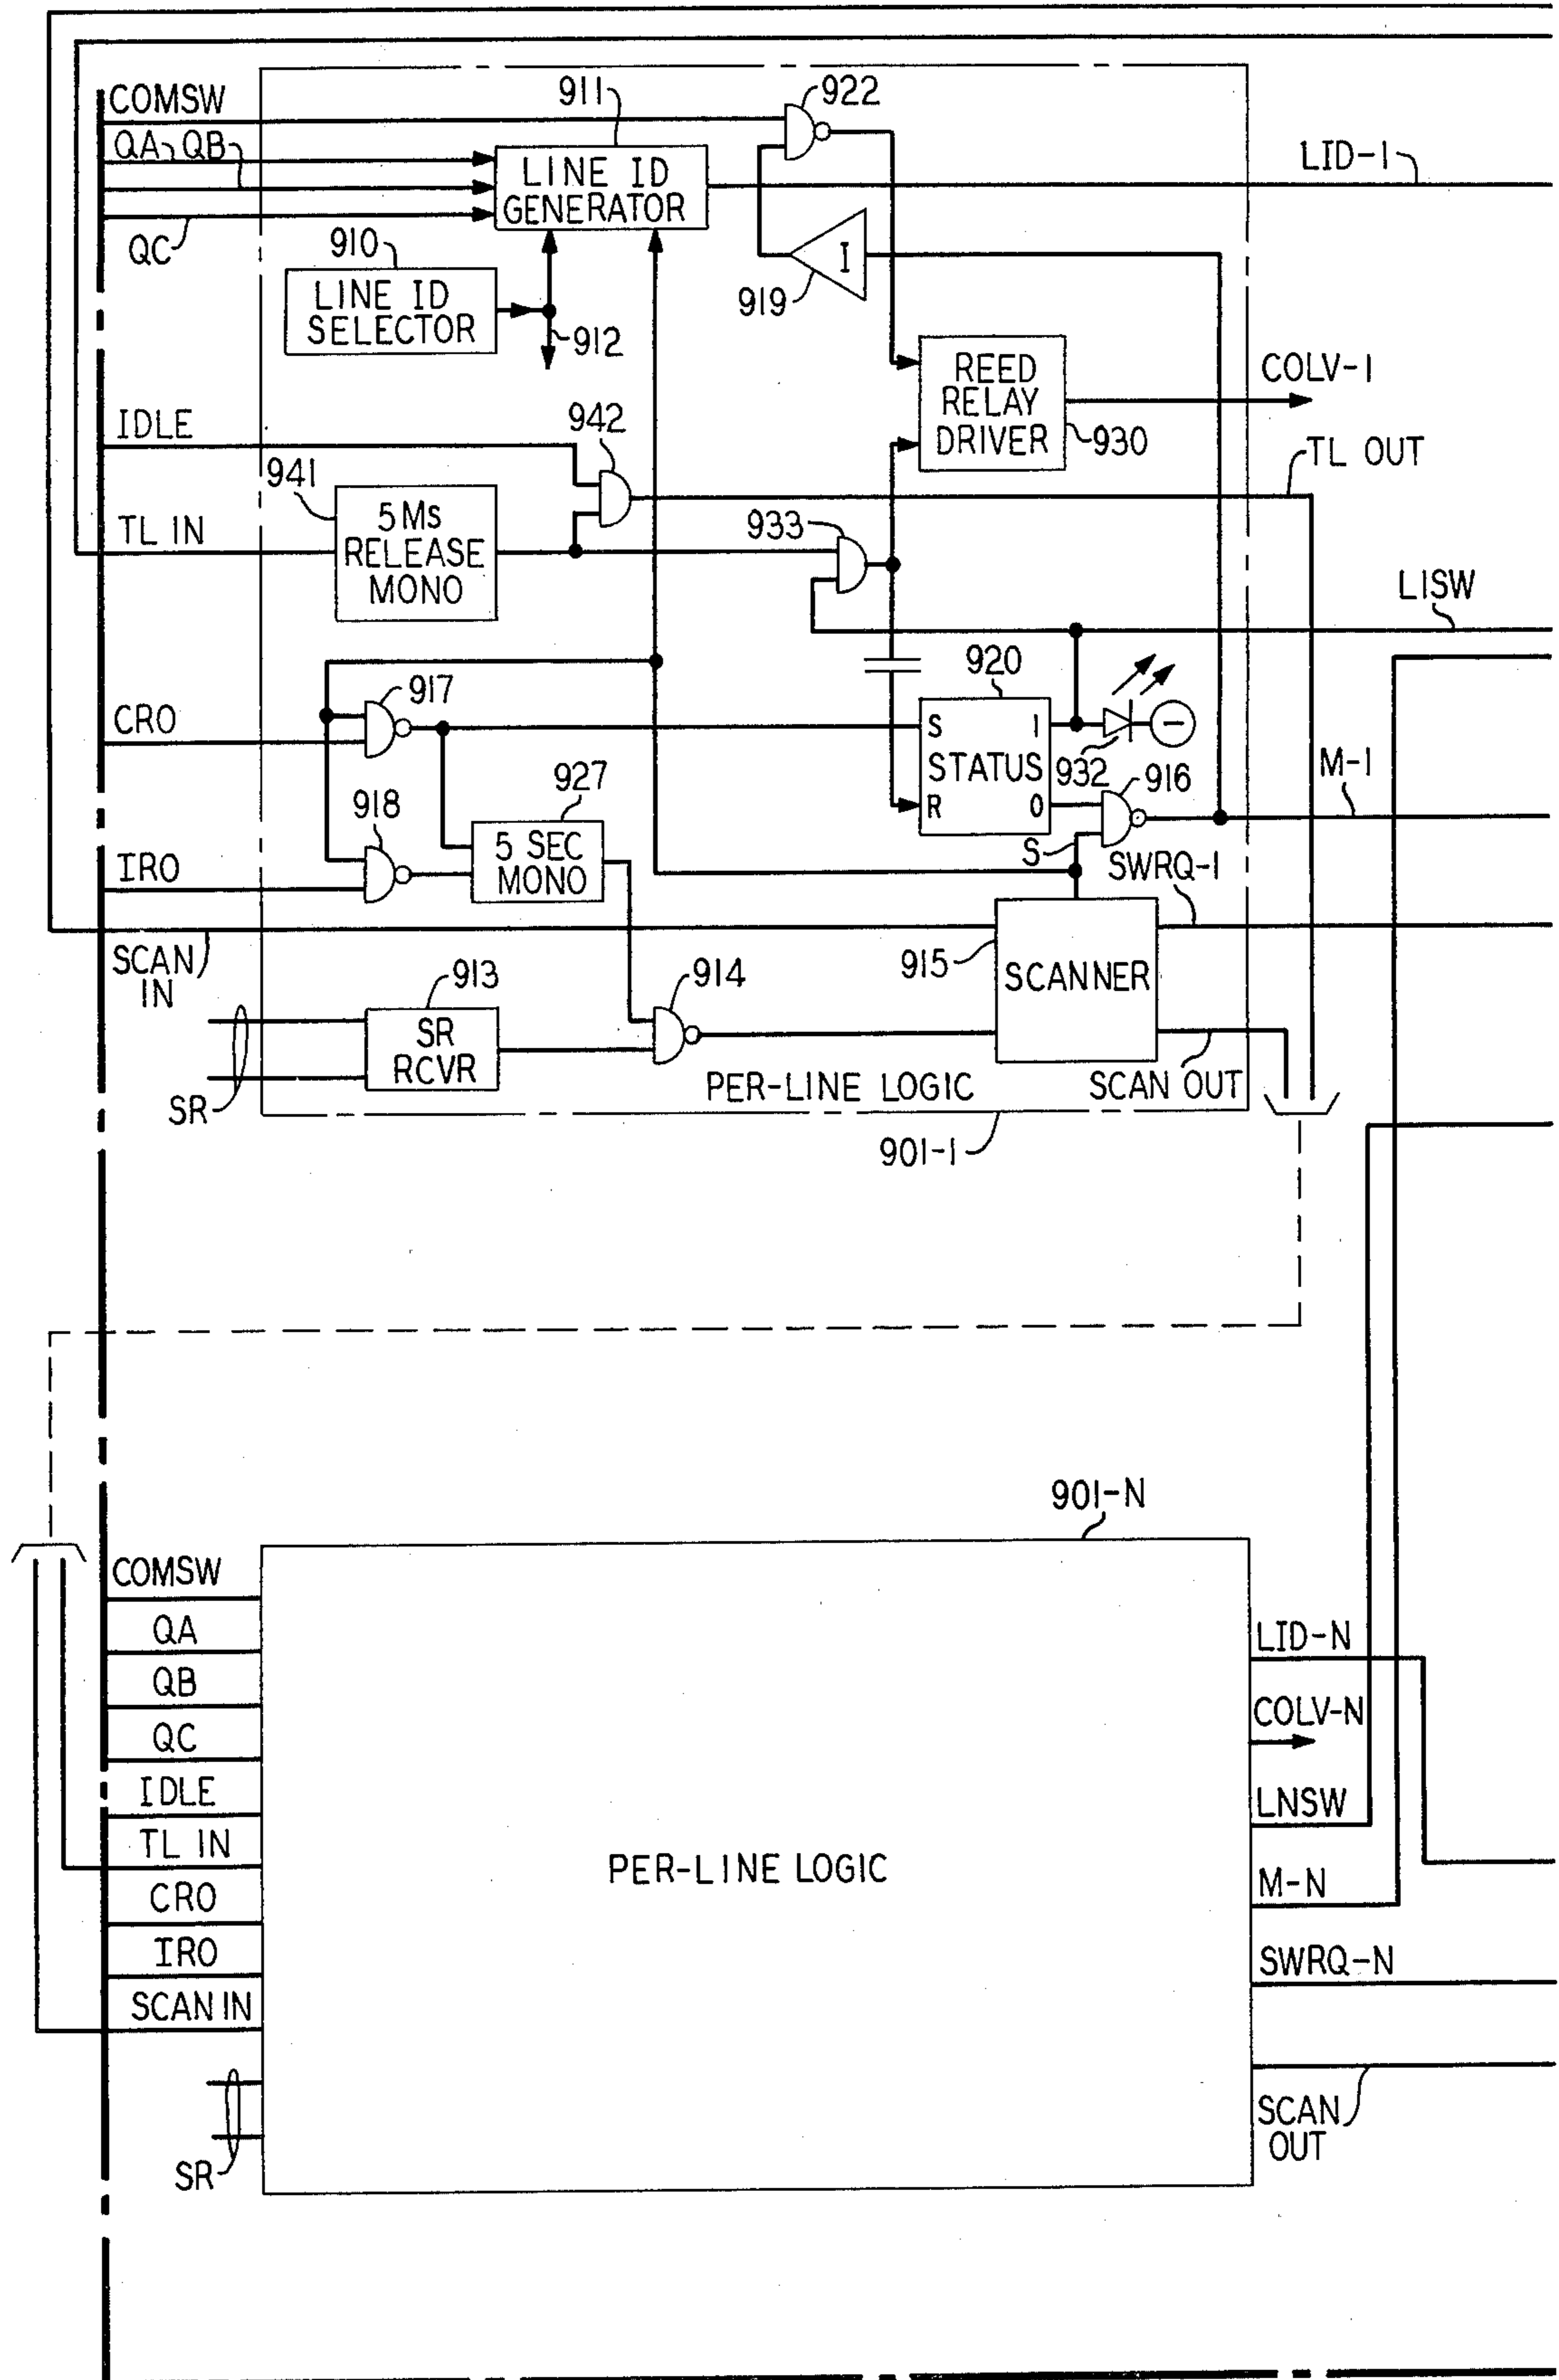 COMSW
911
922
QA
QB
LID-1
LINE ID
GENERATOR
QC
910
I
919
LINE ID
SELECTOR
912
REED
RELAY
DRIVER
COLV-1
930
IDLE
942
TL OUT
941
TL IN
5 Ms
RELEASE
MONO
933
L1SW
920
917
CRO
S
1
STATUS
932
916
M-1
927
918
R
0
5 SEC
MONO
S
SWRQ-1
IRO
SCAN
IN
913
914
915
SCANNER
SR
RCVR
SR
PER-LINE LOGIC
SCAN OUT
901-1
901-N
COMSW
QA
LID-N
QB
COLV-N
QC
IDLE
LNSW
TL IN
PER-LINE LOGIC
M-N
CRO
IRO
SWRQ-N
SCAN IN
SCAN
OUT
SR